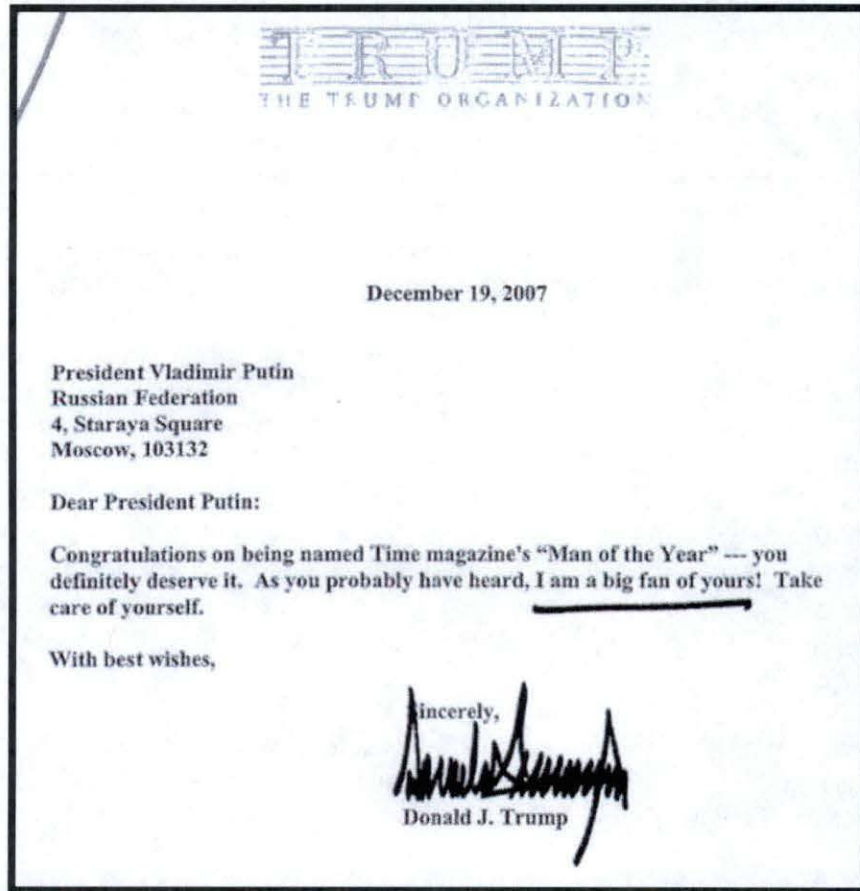 TRUMP
THE TRUMP ORGANIZATION
December 19, 2007
President Vladimir Putin
Russian Federation
4, Staraya Square
Moscow, 103132
Dear President Putin:
Congratulations on being named Time magazine's “Man of the Year” — you
definitely deserve it. As you probably have heard, I am a big fan of yours! Take
care of yourself.
With best wishes,
Sincerely,
Donald J. Trump